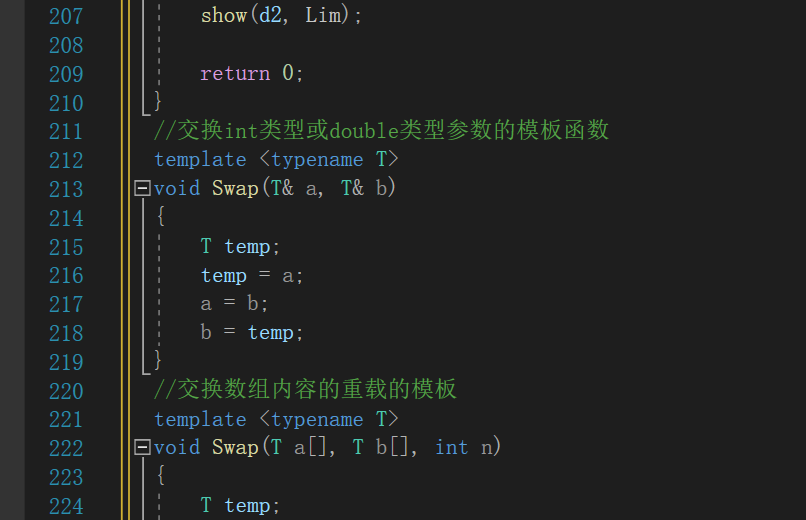 207 show(d2, Lim);
208
209 return 0;
210 }
211 //交换int类型或double类型参数的模板函数
212 template <typename T>
213 void Swap(T& a, T& b)
214 {
215 T temp;
216 temp = a;
217 a = b;
218 b = temp;
219 }
220 //交换数组内容的重载的模板
221 template <typename T>
222 void Swap(T a[], T b[], int n)
223 {
224 T temp;